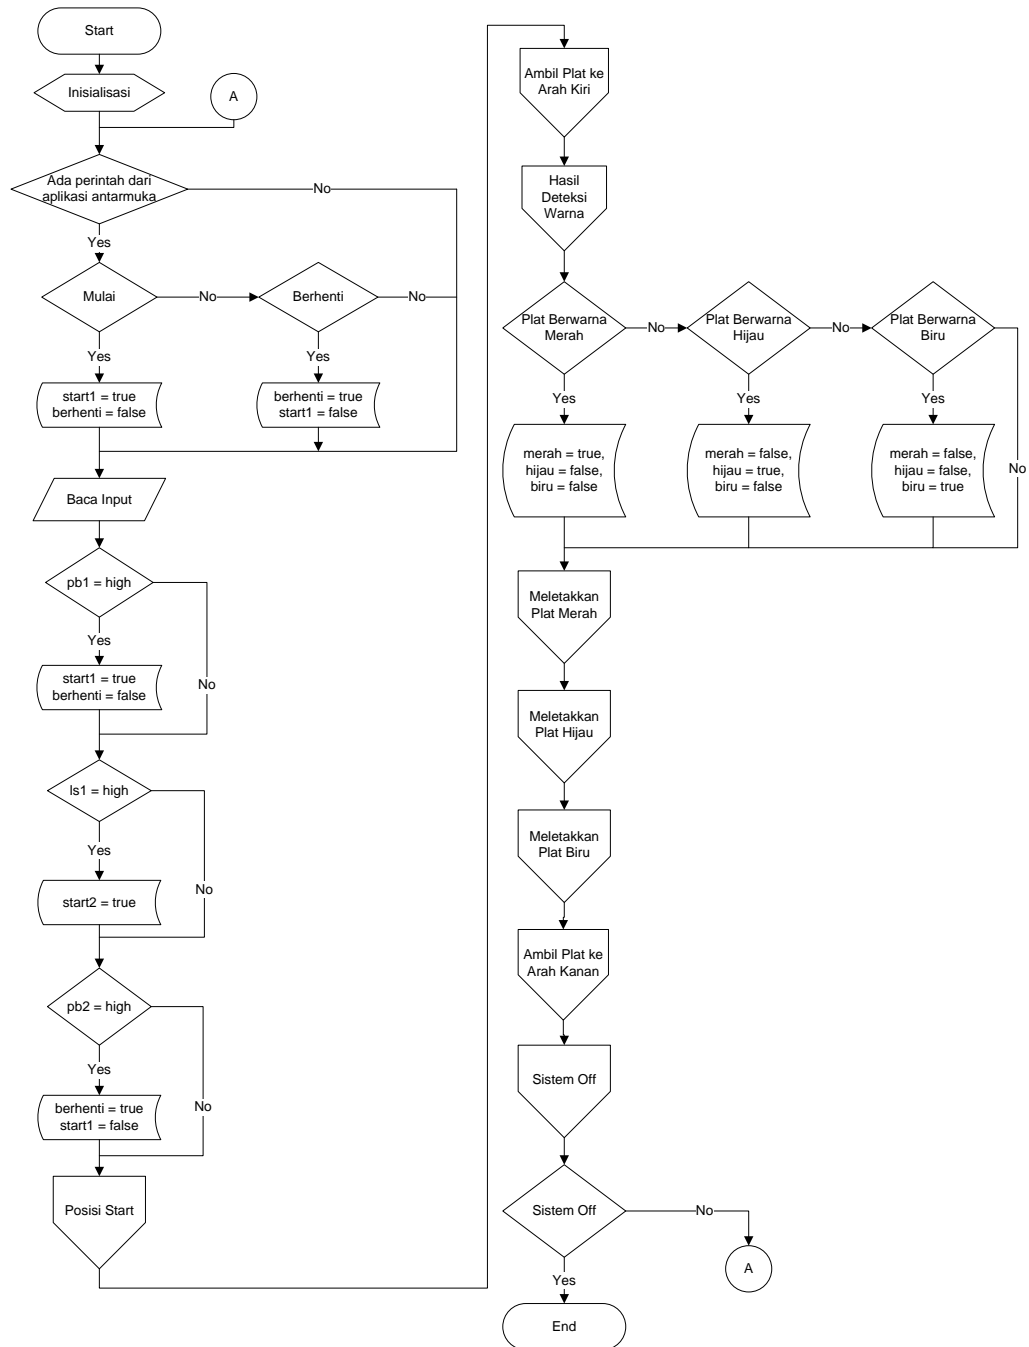 Start
Inisialisasi
A
Ada perintah dari
aplikasi antarmuka
No
Yes
Mulai
No
Berhenti
No
Yes
Yes
start1 = true
berhenti = false
berhenti = true
start1 = false
Baca Input
pb1 = high
Yes
start1 = true
berhenti = false
No
ls1 = high
Yes
No
start2 = true
pb2 = high
Yes
berhenti = true
start1 = false
No
Posisi Start
Ambil Plat ke
Arah Kiri
Hasil
Deteksi
Warna
Plat Berwarna
Merah
No
Plat Berwarna
Hijau
No
Plat Berwarna
Biru
Yes
Yes
Yes
merah = true,
hijau = false,
biru = false
merah = false,
hijau = true,
biru = false
merah = false,
hijau = false,
biru = true
No
Meletakkan
Plat Merah
Meletakkan
Plat Hijau
Meletakkan
Plat Biru
Ambil Plat ke
Arah Kanan
Sistem Off
Sistem Off
No
A
Yes
End